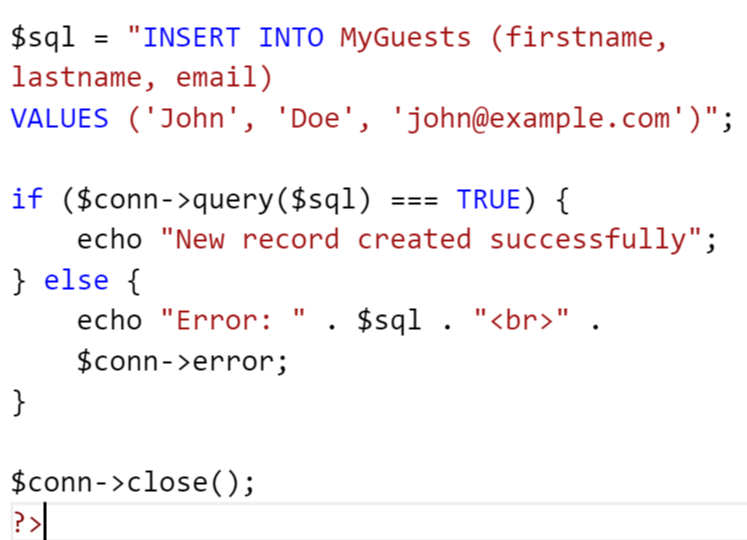 $sql = "INSERT INTO MyGuests (firstname,
lastname, email)
VALUES ('John', 'Doe', 'john@example.com')";
if ($conn->query($sql) === TRUE) {
    echo "New record created successfully";
} else {
    echo "Error: " . $sql . "<br>" .
    $conn->error;
}
$conn->close();
?>